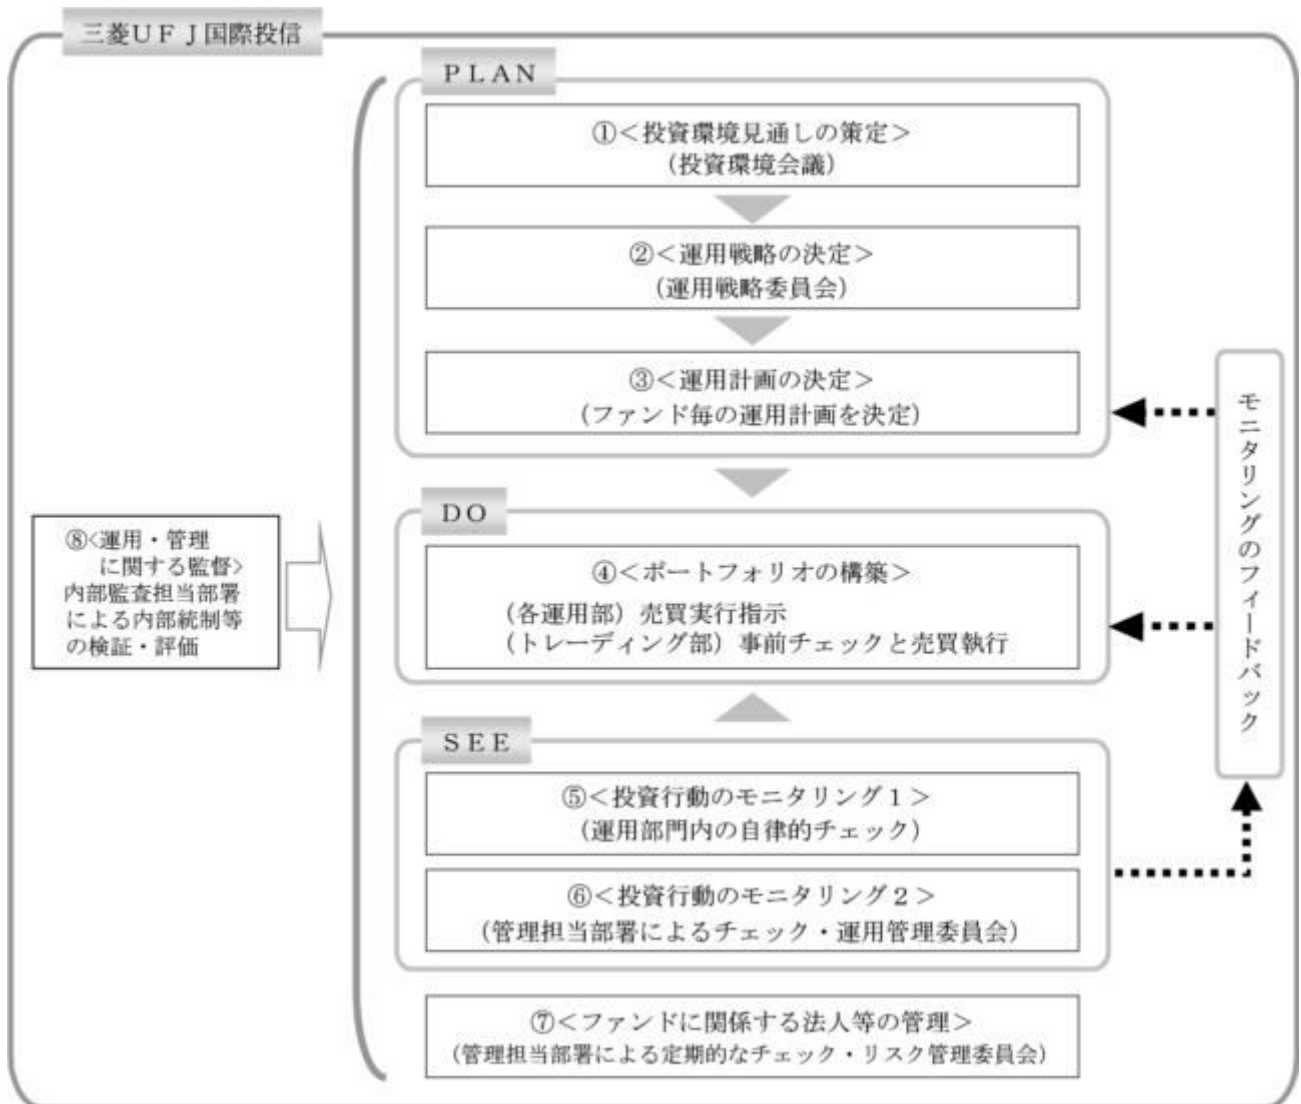 三菱ＵＦＪ国際投信
ＰＬＡＮ
①＜投資環境見通しの策定＞
（投資環境会議）
②＜運用戦略の決定＞
（運用戦略委員会）
③＜運用計画の決定＞
（ファンド毎の運用計画を決定）
ＤＯ
④＜ポートフォリオの構築＞
（各運用部）売買実行指示
（トレーディング部）事前チェックと売買執行
ＳＥＥ
⑤＜投資行動のモニタリング１＞
（運用部門内の自律的チェック）
⑥＜投資行動のモニタリング２＞
（管理担当部署によるチェック・運用管理委員会）
⑦＜ファンドに関係する法人等の管理＞
（管理担当部署による定期的なチェック・リスク管理委員会）
⑧<運用・管理
に関する監督>
内部監査担当部署
による内部統制等
の検証・評価
モニタリングのフィードバック